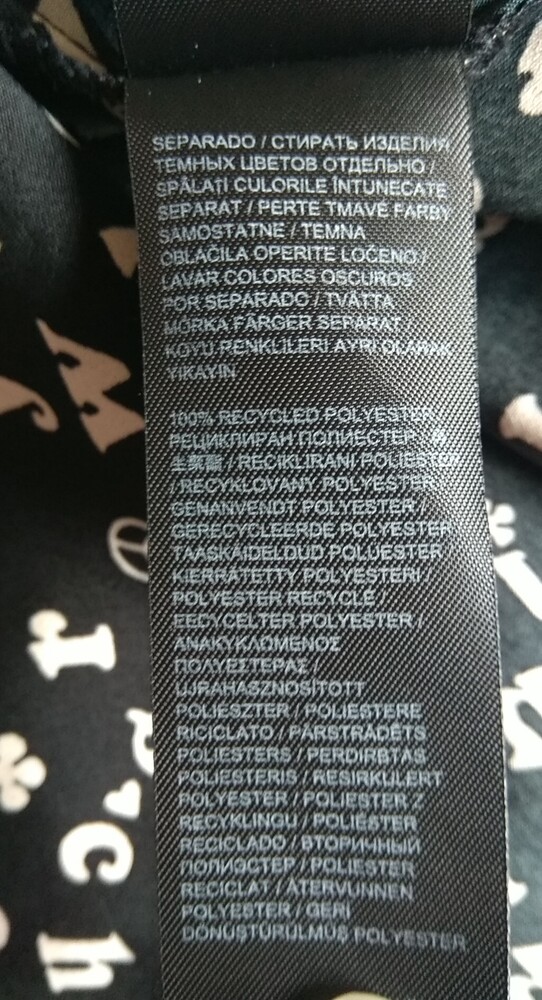 SEPARADO / СТИРАТЬ ИЗДЕЛИЯ
ТЕМНЫХ ЦВЕТОВ ОТДЕЛЬНО /
SPĂLAȚI CULORILE ÎNTUNECATE
SEPARAT / PERTE TMAVÉ FARBY
SAMOSTATNE / TEMNA
OBLAČILA OPERITE LOČENO /
LAVAR COLORES OSCUROS
POR SEPARADO / TVÄTTA
MÖRKA FÄRGER SEPARAT /
KOYU RENKLİLERİ AYRI OLARAK
YIKAYIN
100% RECYCLED POLYESTER /
РЕЦИКЛИРАН ПОЛИЕСТЕР /
/ RECIKLIRANI POLIESTER
/ RECYKLOVANÝ POLYESTER
GENANVENDT POLYESTER /
GERECYCLEERDE POLYESTER
TAASKÄIDELDUD POLÜESTER
KIERRÄTETTY POLYESTERI /
POLYESTER RECYCLÉ /
POLYESTER /
ΑΝΑΚΥΚΛΩΜΕΝΟΣ
ΠΟΛΥΕΣΤΕΡΑΣ /
ÚJRAHASZNOSÍTOTT
POLIÉSZTER / POLIESTERE
RICICLATO / PĀRSTRĀDĀTS
POLIESTERS / PERDIRBTAS
POLIESTERIS / RESIRKULERT
POLYESTER / POLIESTER Z
RECYKLINGU / POLIÉSTER
RECICLADO / ВТОРИЧНЫЙ
ПОЛИЭСТЕР / POLIESTER
RECICLAT / ÅTERVUNNEN
POLYESTER / GERİ
DÖNÜŞTÜRÜLMÜŞ POLYESTER